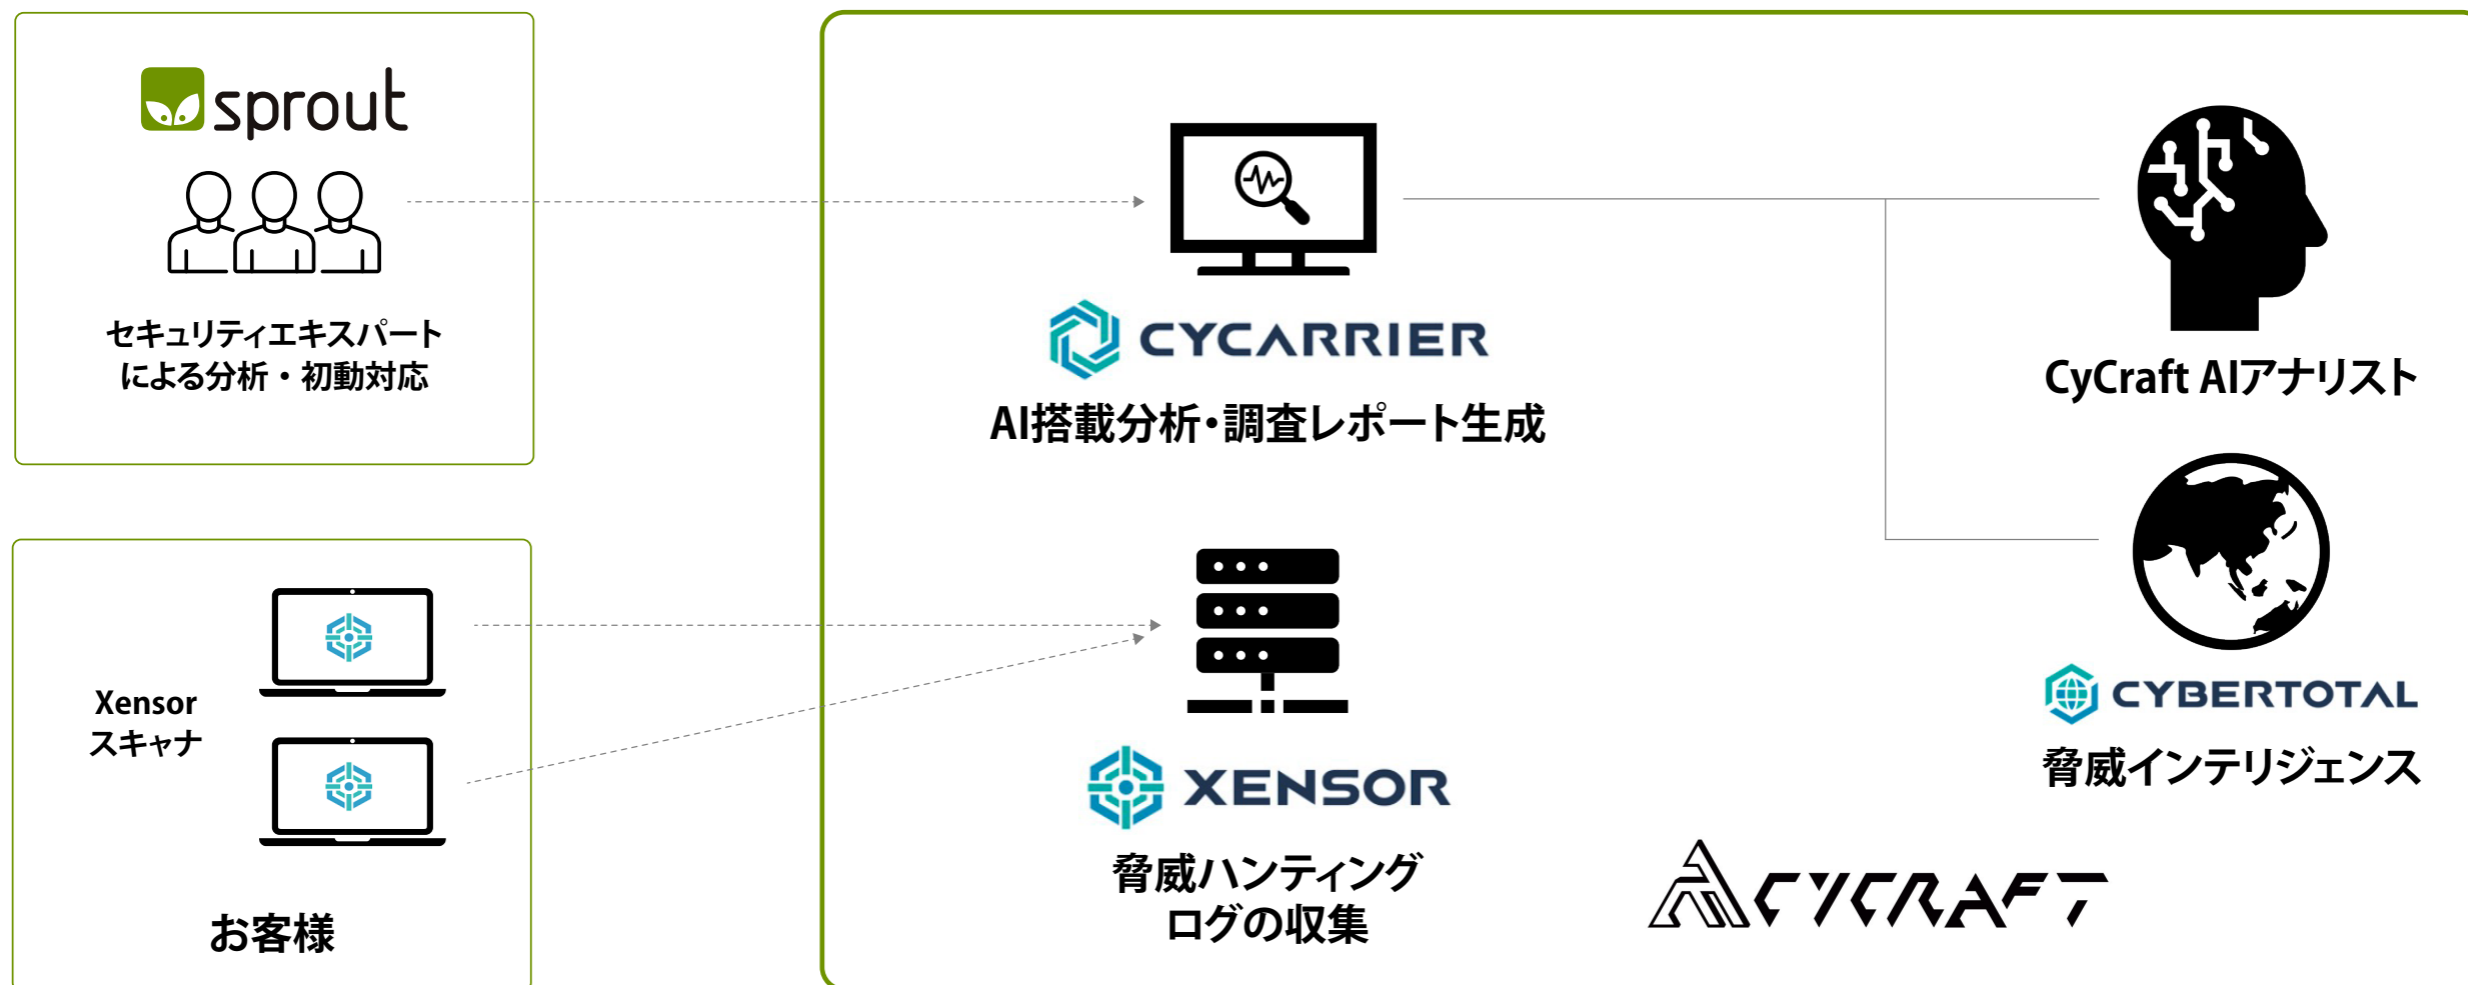 sprout
セキュリティエキスパート
による分析・初動対応
Xensor
スキャナ
お客様
CYCARRIER
AI搭載分析・調査レポート生成
XENSOR
脅威ハンティング
ログの収集
CyCraft AIアナリスト
CYBERTOTAL
脅威インテリジェンス
CYCRAFT